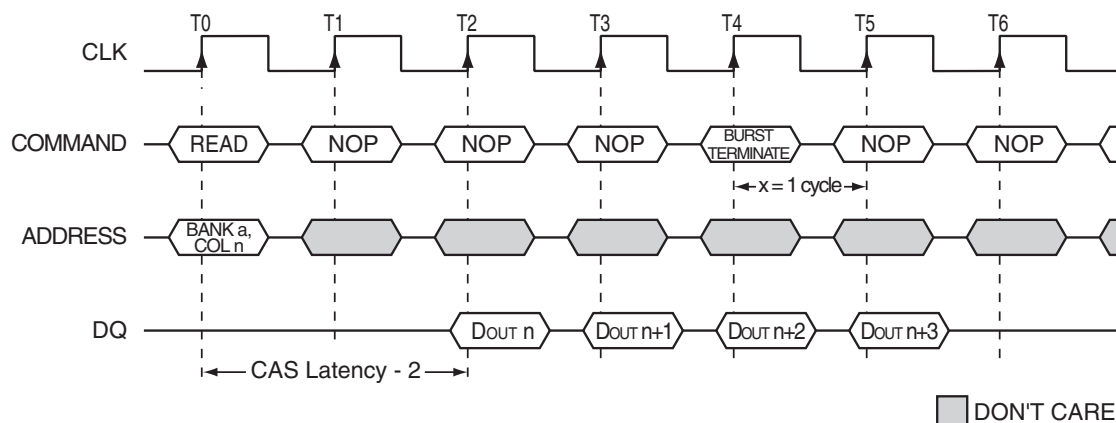 T0 T1 T2 T3 T4 T5 T6
CLK
COMMAND READ NOP NOP NOP BURST TERMINATE NOP NOP
x = 1 cycle
ADDRESS BANK a, COL n
DQ DOUT n DOUT n+1 DOUT n+2 DOUT n+3
CAS Latency - 2
DON'T CARE